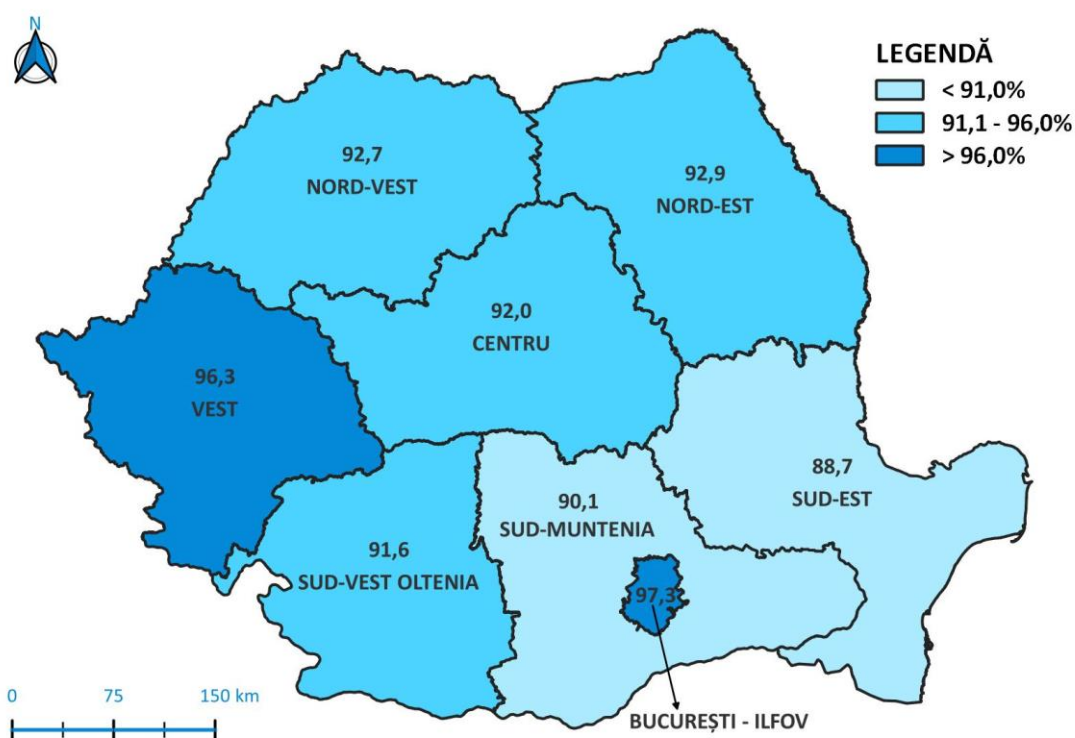 N
LEGENDĂ
< 91,0%
91,1 - 96,0%
> 96,0%
92,7
NORD-VEST
92,9
NORD-EST
92,0
CENTRU
96,3
VEST
88,7
SUD-EST
90,1
SUD-MUNTENIA
91,6
SUD-VEST OLTENIA
97,3
BUCUREȘTI - ILFOV
0 75 150 km